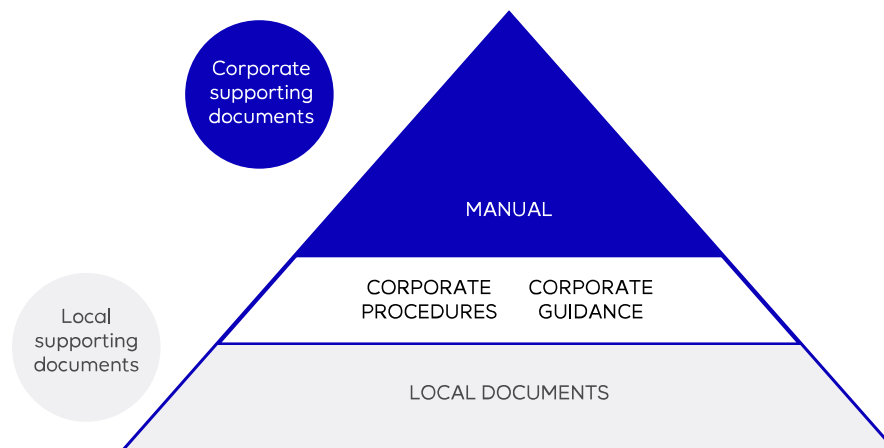 Corporate
supporting
documents
MANUAL
CORPORATE
PROCEDURES
CORPORATE
GUIDANCE
Local
supporting
documents
LOCAL DOCUMENTS